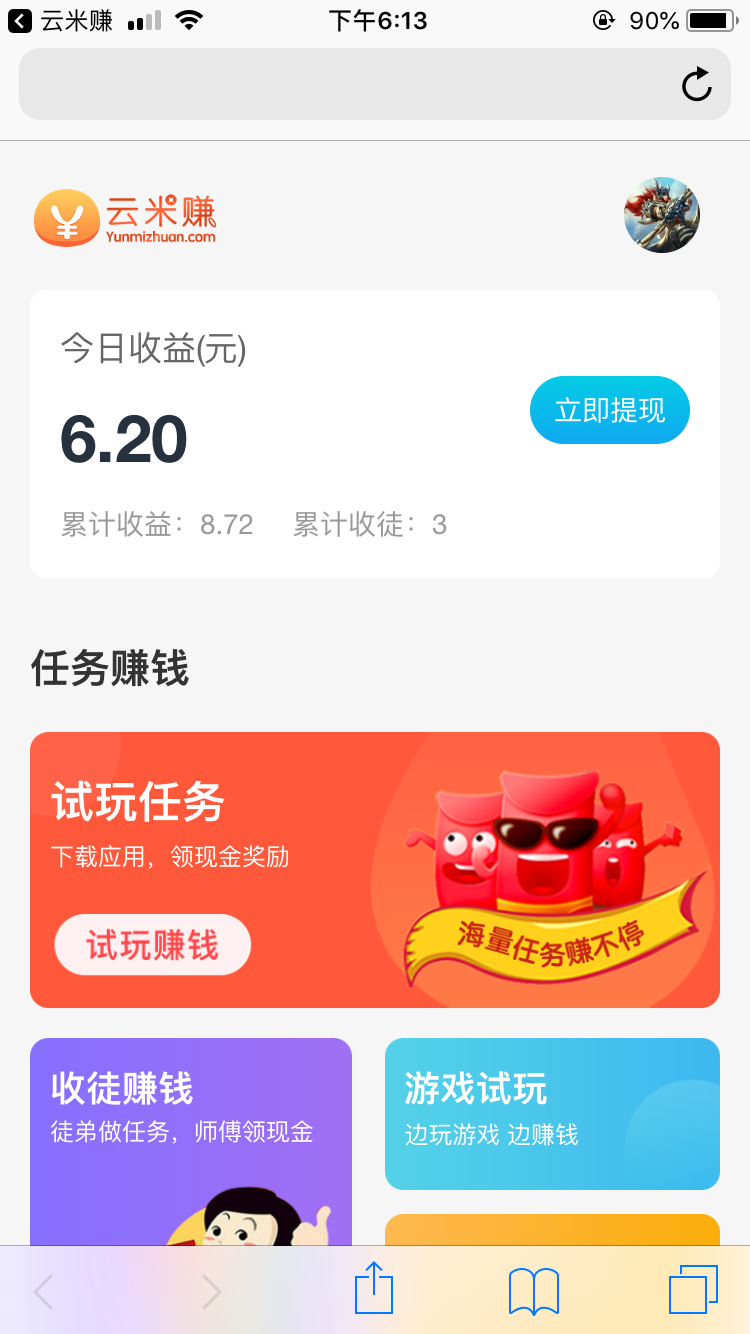 云米赚
下午6:13
90%
云米赚
Yunmizhuan.com
今日收益(元)
6.20
立即提现
累计收益：8.72 累计收徒：3
任务赚钱
试玩任务
下载应用，领现金奖励
试玩赚钱
海量任务赚不停
收徒赚钱
徒弟做任务，师傅领现金
游戏试玩
边玩游戏 边赚钱